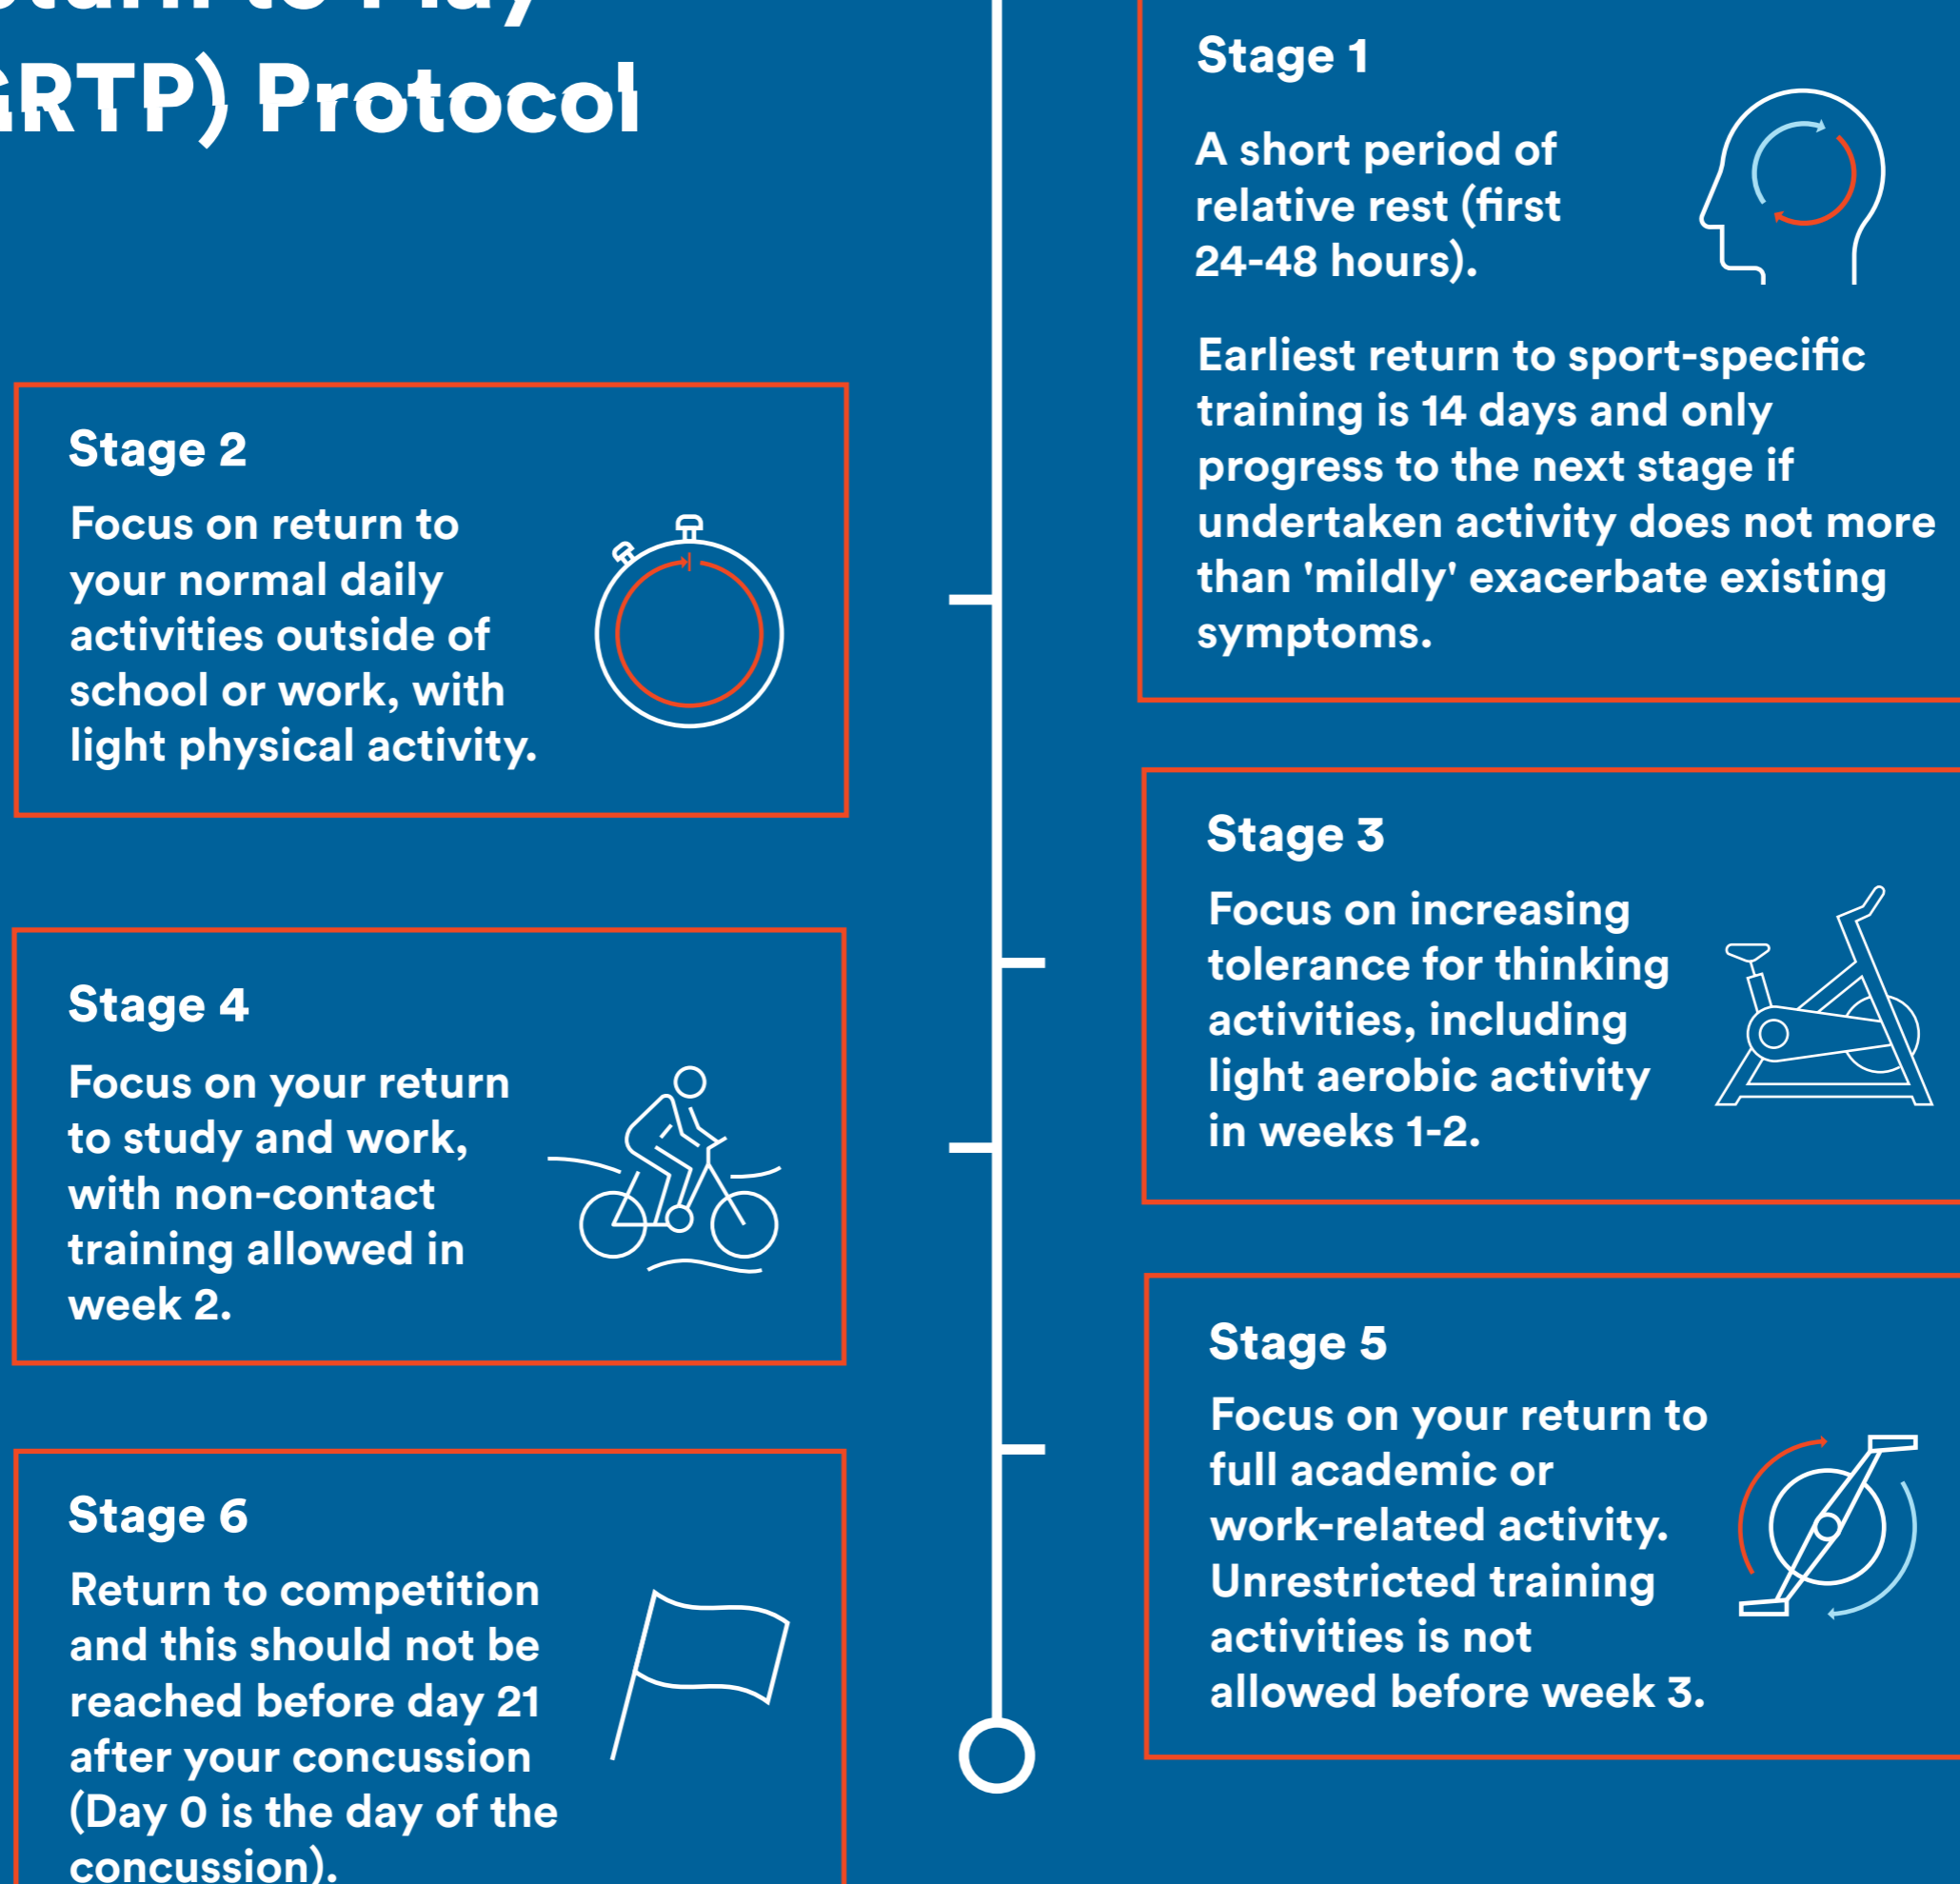 RTP) Protocol
Stage 1
A short period of
relative rest (first
24-48 hours).
Earliest return to sport-specific
training is 14 days and only
progress to the next stage if
undertaken activity does not more
than 'mildly' exacerbate existing
symptoms.
Stage 2
Focus on return to
your normal daily
activities outside of
school or work, with
light physical activity.
Stage 3
Focus on increasing
tolerance for thinking
activities, including
light aerobic activity
in weeks 1-2.
Stage 4
Focus on your return
to study and work,
with non-contact
training allowed in
week 2.
Stage 5
Focus on your return to
full academic or
work-related activity.
Unrestricted training
activities is not
allowed before week 3.
Stage 6
Return to competition
and this should not be
reached before day 21
after your concussion
(Day 0 is the day of the
concussion).